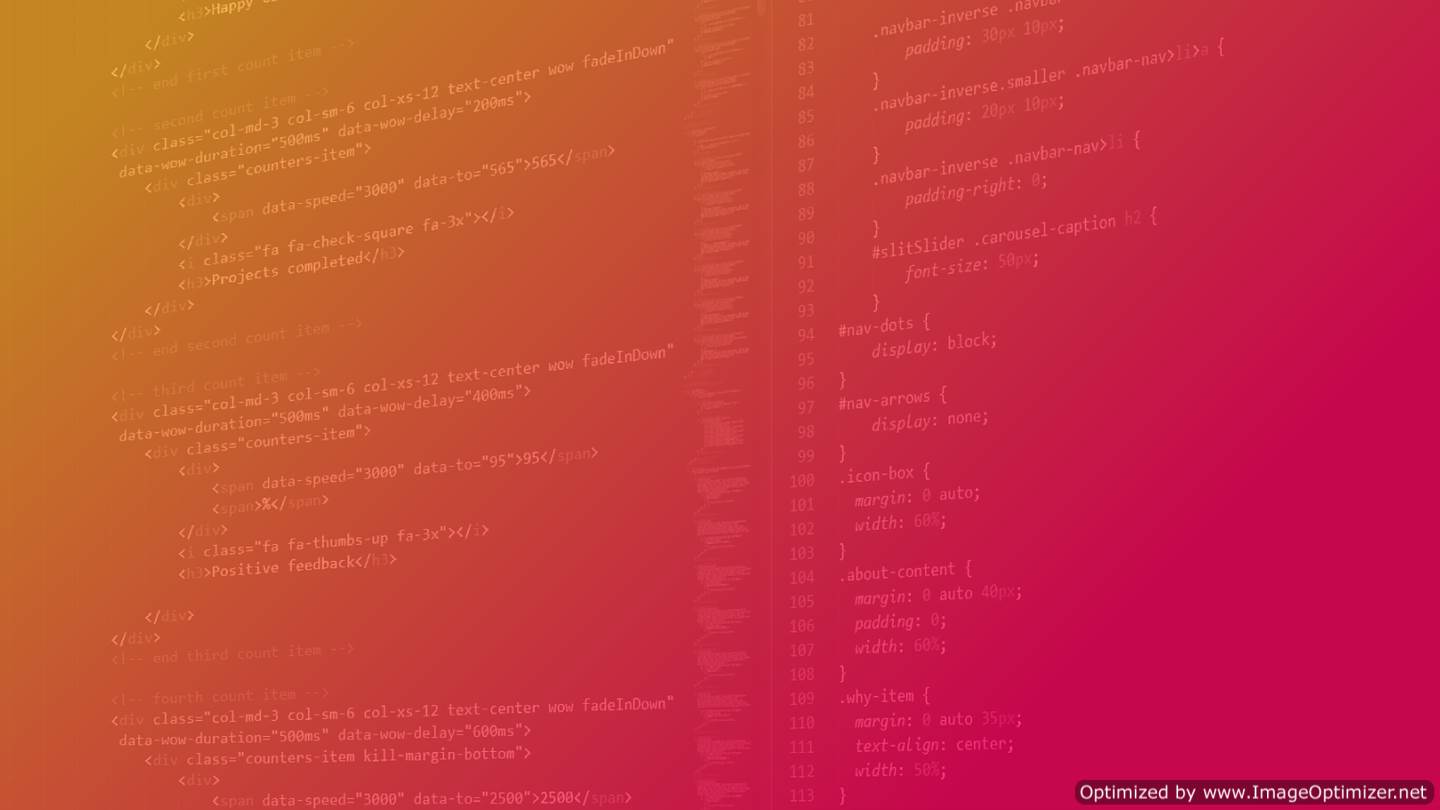 <h3>Happy
</div>
</div>
<!-- end first count item -->
<!-- second count item -->
<div class="col-md-3 col-sm-6 col-xs-12 text-center wow fadeInDown"
data-wow-duration="500ms" data-wow-delay="200ms">
<div class="counters-item">
<div>
<span data-speed="3000" data-to="565">565</span>
</div>
<i class="fa fa-check-square fa-3x"></i>
<h3>Projects completed</h3>
</div>
</div>
<!-- end second count item -->
<!-- third count item -->
<div class="col-md-3 col-sm-6 col-xs-12 text-center wow fadeInDown"
data-wow-duration="500ms" data-wow-delay="400ms">
<div class="counters-item">
<div>
<span data-speed="3000" data-to="95">95</span>
<span>%</span>
</div>
<i class="fa fa-thumbs-up fa-3x"></i>
<h3>Positive feedback</h3>
</div>
</div>
<!-- end third count item -->
<!-- fourth count item -->
<div class="col-md-3 col-sm-6 col-xs-12 text-center wow fadeInDown"
data-wow-duration="500ms" data-wow-delay="600ms">
<div class="counters-item kill-margin-bottom">
<div>
<span data-speed="3000" data-to="2500">2500</span>
81 .navbar-inverse
82 padding: 30px 10px;
83 }
84 .navbar-inverse.smaller .navbar-nav>li>a {
85 padding: 20px 10px;
86 }
87 .navbar-inverse .navbar-nav>li {
88 padding-right: 0;
89 }
90 #slitSlider .carousel-caption h2 {
91 font-size: 50px;
92 }
93
94 #nav-dots {
95 display: block;
96 }
97 #nav-arrows {
98 display: none;
99 }
100 .icon-box {
101 margin: 0 auto;
102 width: 60%;
103 }
104 .about-content {
105 margin: 0 auto 40px;
106 padding: 0;
107 width: 60%;
108 }
109 .why-item {
110 margin: 0 auto 35px;
111 text-align: center;
112 width: 50%;
113 }
Optimized by www.ImageOptimizer.net